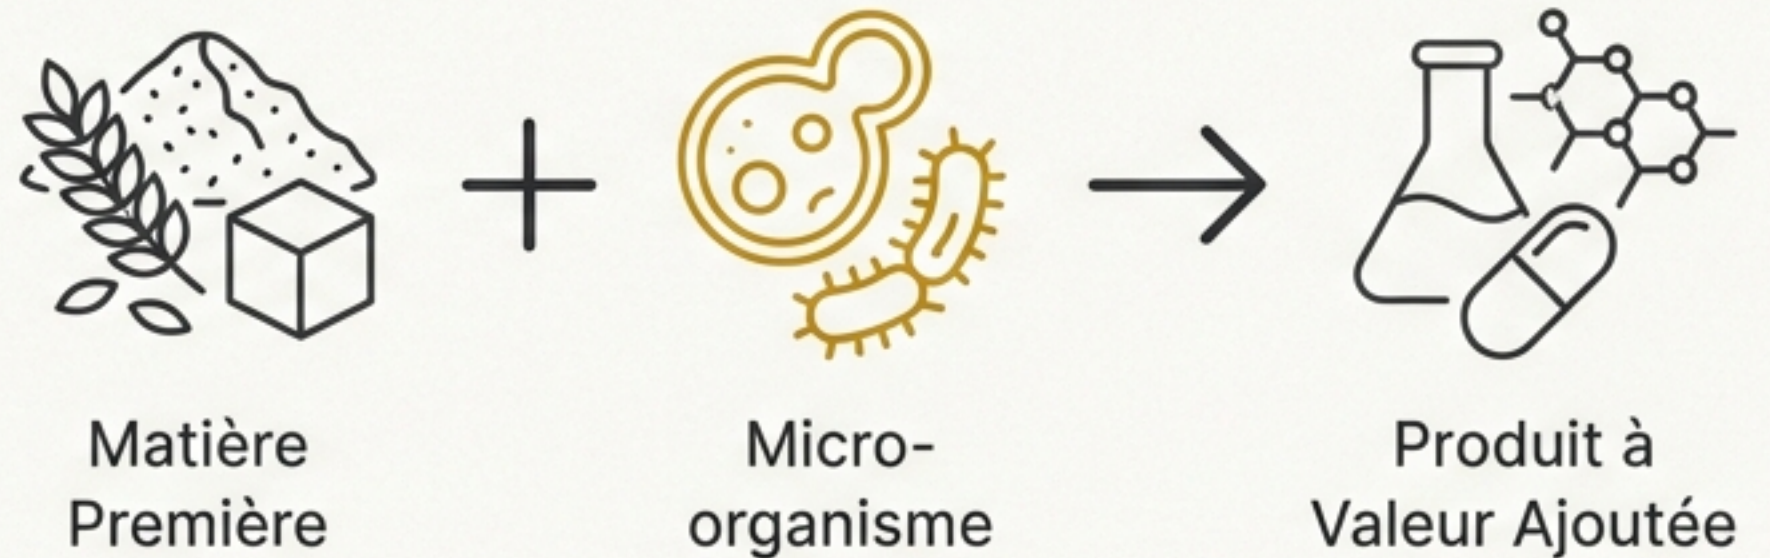 Matière
Première
Micro-
organisme
Produit à
Valeur Ajoutée